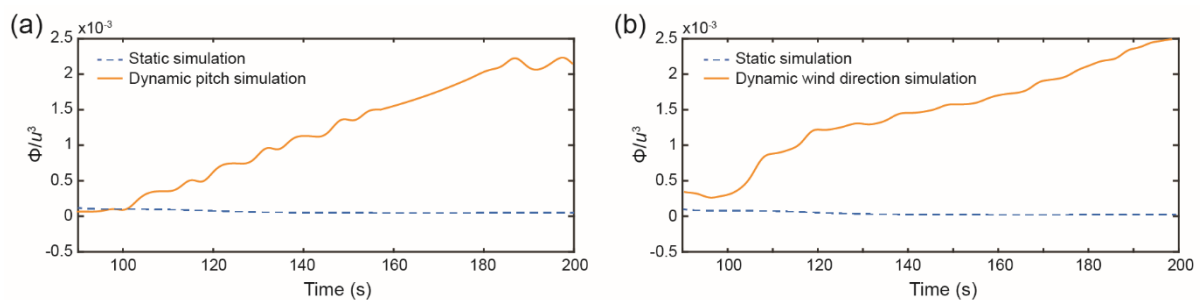 (a)
x10⁻³
2.5
2
1.5
1
0.5
0
-0.5
Φ/u³
Static simulation
Dynamic pitch simulation
100 120 140 160 180 200
Time (s)
(b)
x10⁻³
2.5
2
1.5
1
0.5
0
-0.5
Φ/u³
Static simulation
Dynamic wind direction simulation
100 120 140 160 180 200
Time (s)